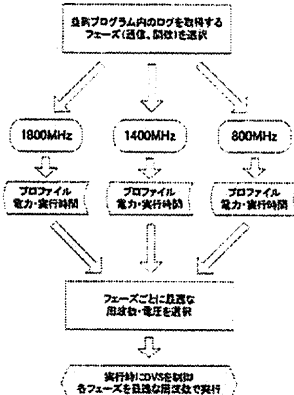 並列プログラム内のログを取得する
フェーズ(通信、関数)を選択
1800MHz
1400MHz
800MHz
プロファイル
電力・実行時間
プロファイル
電力・実行時間
プロファイル
電力・実行時間
フェーズごとに最適な
周波数・電圧を選択
実行時にDVSを制御
各フェーズを最適な周波数で実行